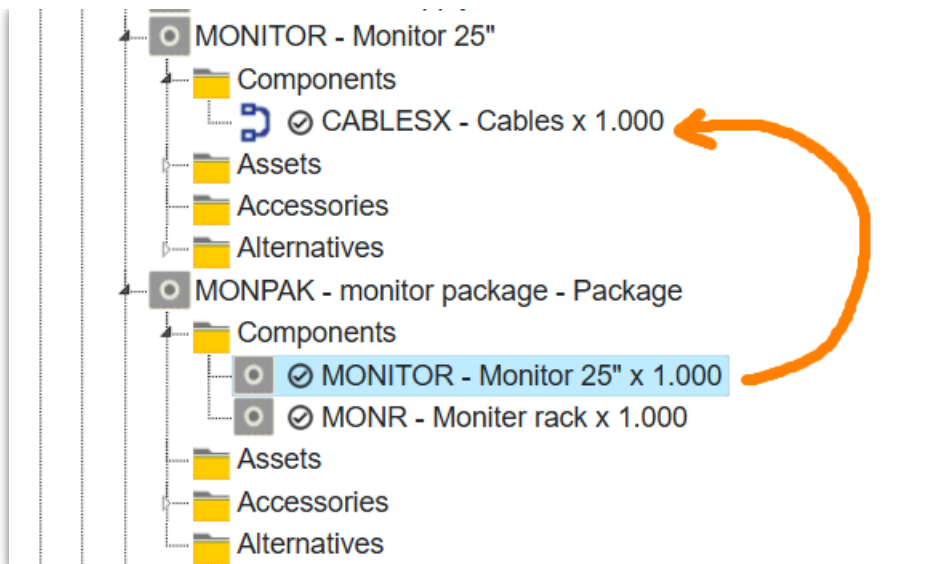 MONITOR - Monitor 25"
Components
CABLESX - Cables x 1.000
Assets
Accessories
Alternatives
MONPAK - monitor package - Package
Components
MONITOR - Monitor 25" x 1.000
MONR - Moniter rack x 1.000
Assets
Accessories
Alternatives